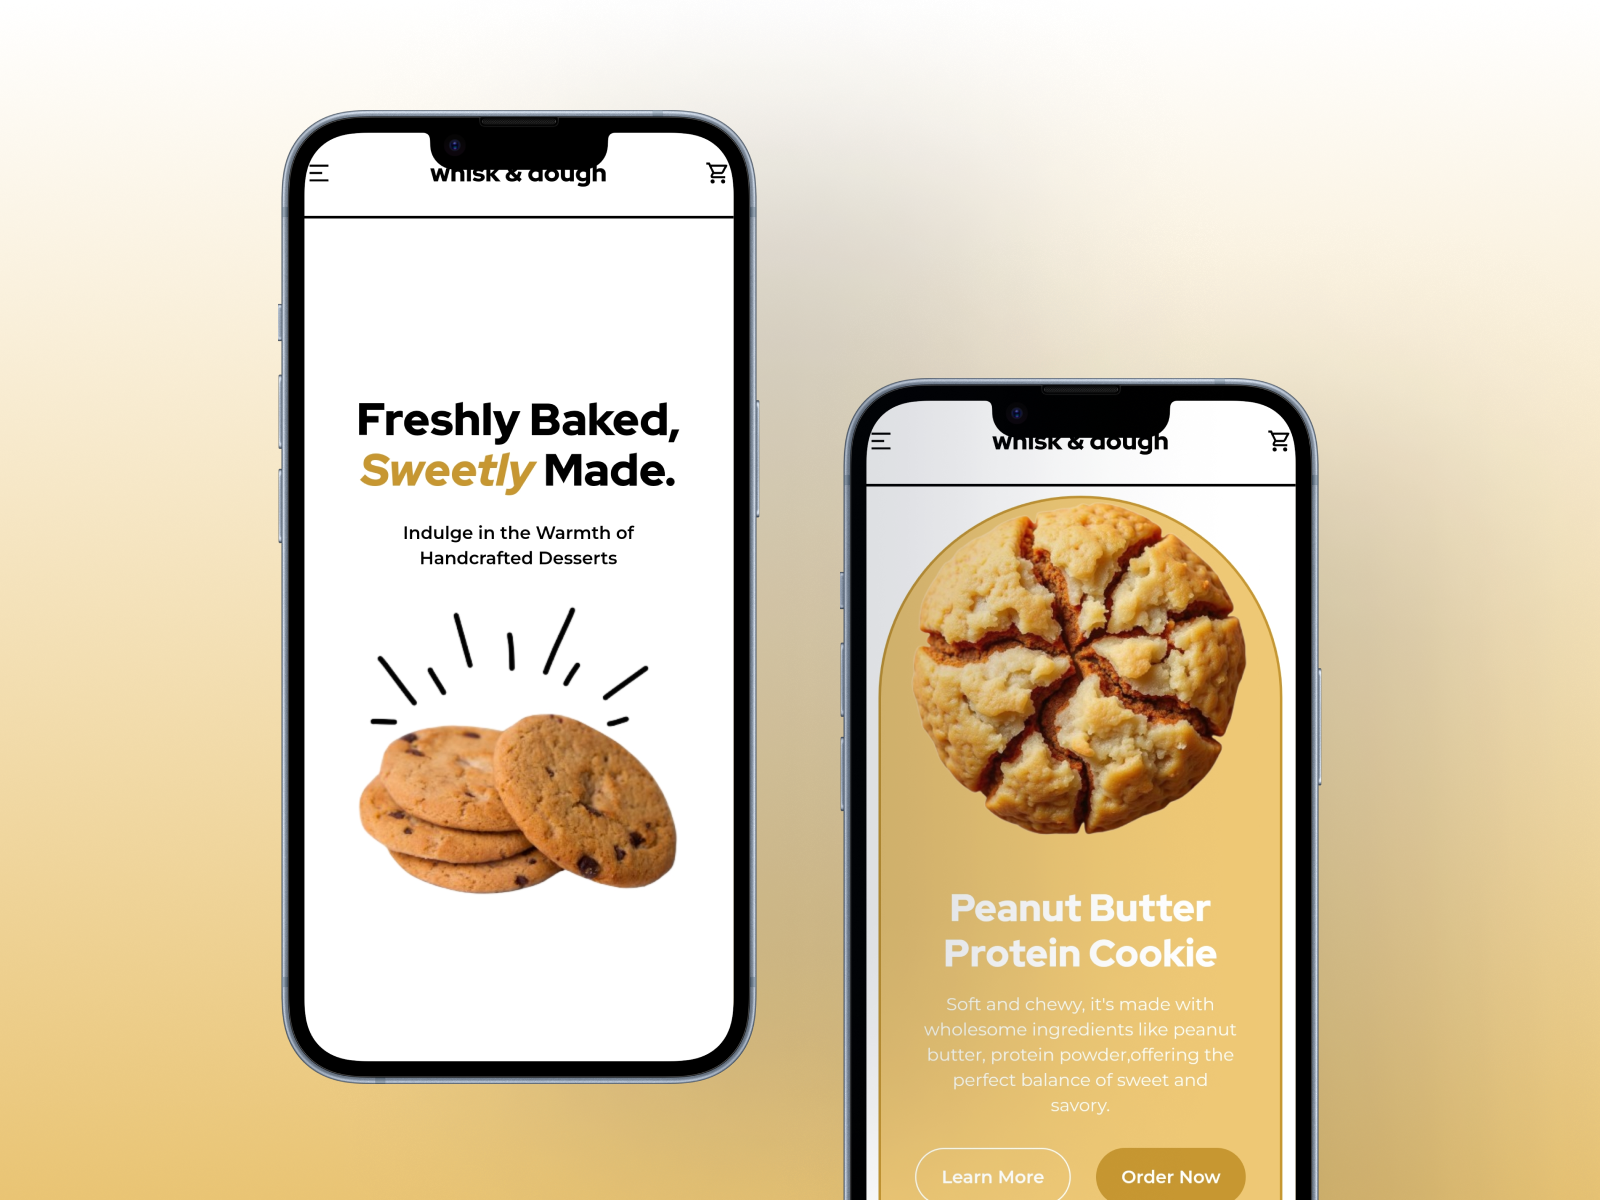 whisk & dough
Freshly Baked,
Sweetly Made.
Indulge in the Warmth of
Handcrafted Desserts
whisk & dough
Peanut Butter
Protein Cookie
Soft and chewy, it's made with
wholesome ingredients like peanut
butter, protein powder,offering the
perfect balance of sweet and
savory.
Learn More
Order Now